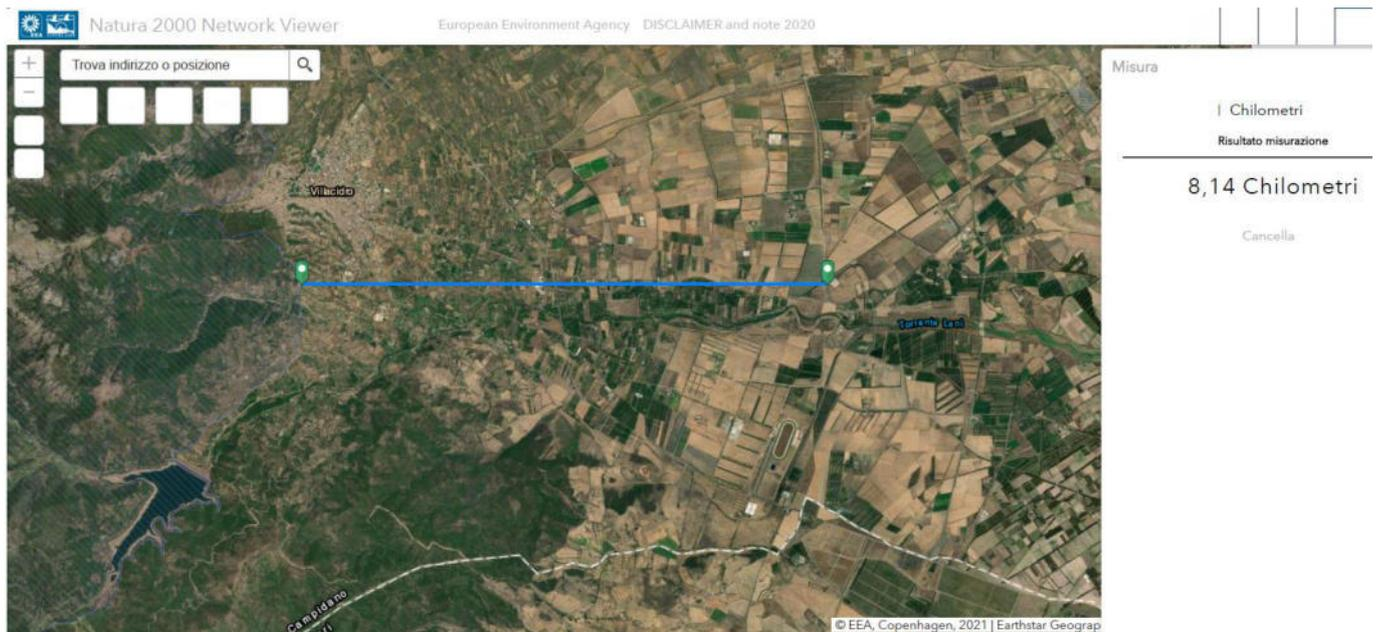 EEA
Natura 2000 Network Viewer
European Environment Agency DISCLAIMER and note 2020
+
Trova indirizzo o posizione
−
Misura
| Chilometri
Risultato misurazione
8,14 Chilometri
Cancella
Villacidro
Torrente Leni
Campidano
© EEA, Copenhagen, 2021 | Earthstar Geograp